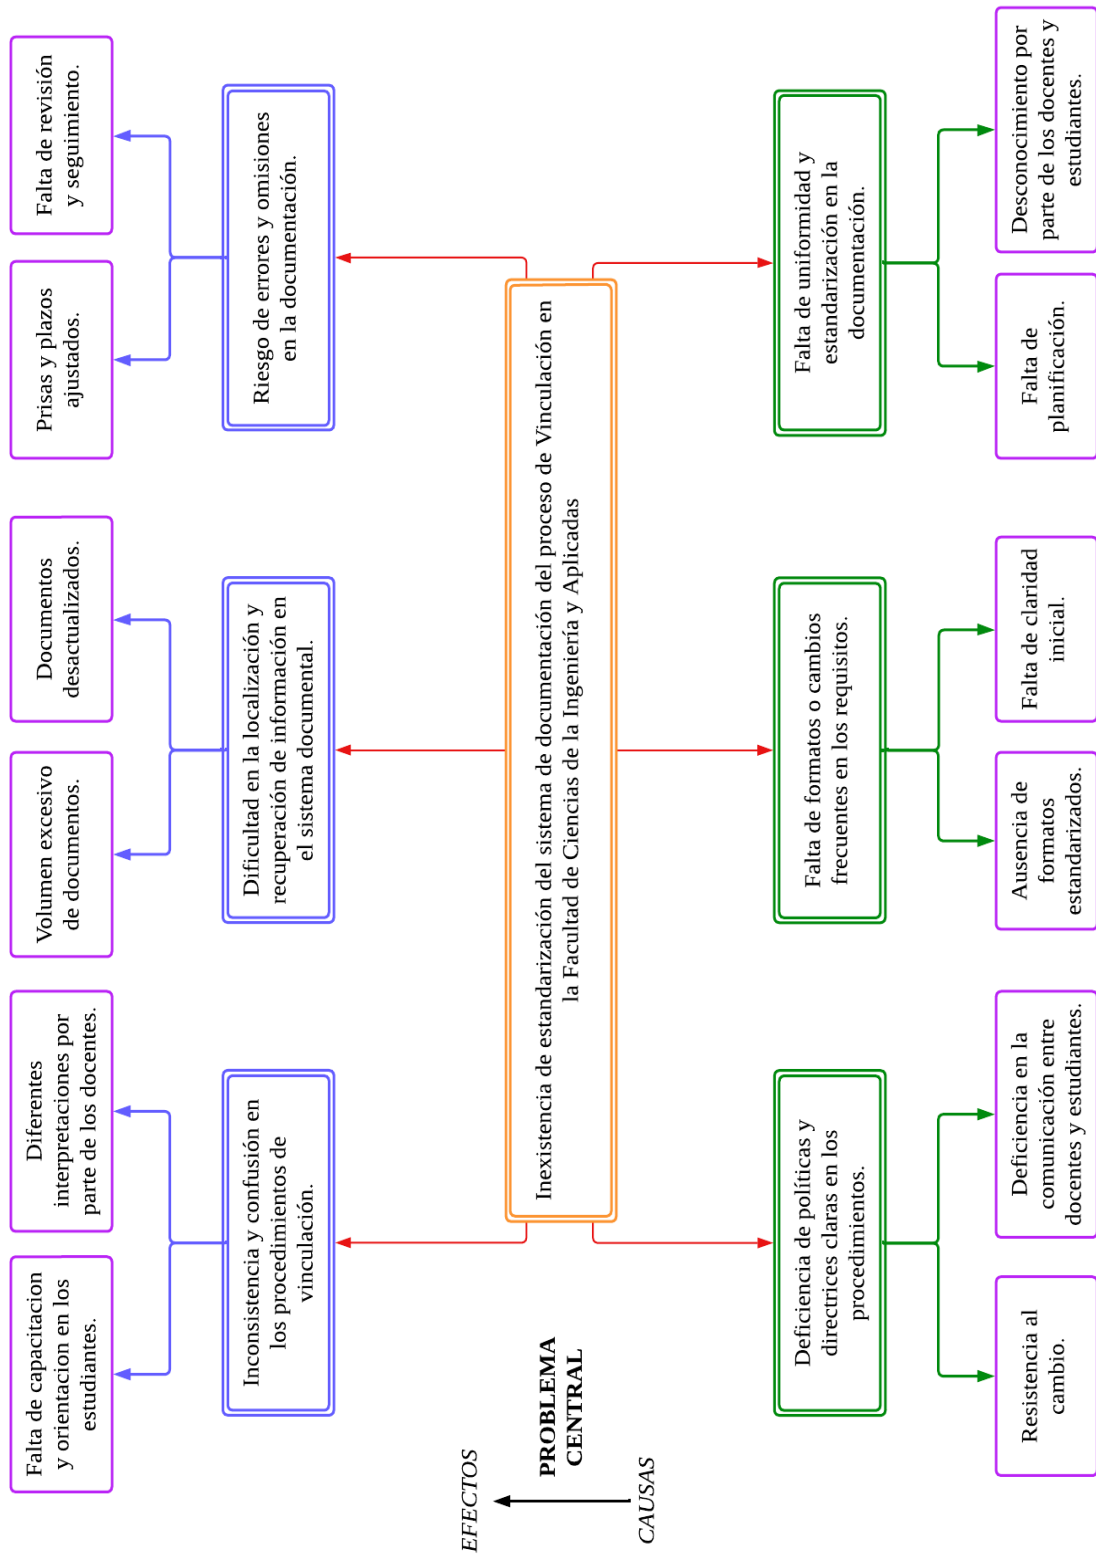 Falta de capacitacion
y orientacion en los
estudiantes.
Diferentes
interpretaciones por
parte de los docentes.
Volumen excesivo
de documentos.
Documentos
desactualizados.
Prisas y plazos
ajustados.
Falta de revisión
y seguimiento.
Inconsistencia y confusión en
los procedimientos de
vinculación.
Dificultad en la localización y
recuperación de información en
el sistema documental.
Riesgo de errores y omisiones
en la documentación.
EFECTOS
PROBLEMA
CENTRAL
CAUSAS
Inexistencia de estandarización del sistema de documentación del proceso de Vinculación en
la Facultad de Ciencias de la Ingeniería y Aplicadas
Deficiencia de políticas y
directrices claras en los
procedimientos.
Falta de formatos o cambios
frecuentes en los requisitos.
Falta de uniformidad y
estandarización en la
documentación.
Resistencia al
cambio.
Deficiencia en la
comunicación entre
docentes y estudiantes.
Ausencia de
formatos
estandarizados.
Falta de claridad
inicial.
Falta de
planificación.
Desconocimiento por
parte de los docentes y
estudiantes.